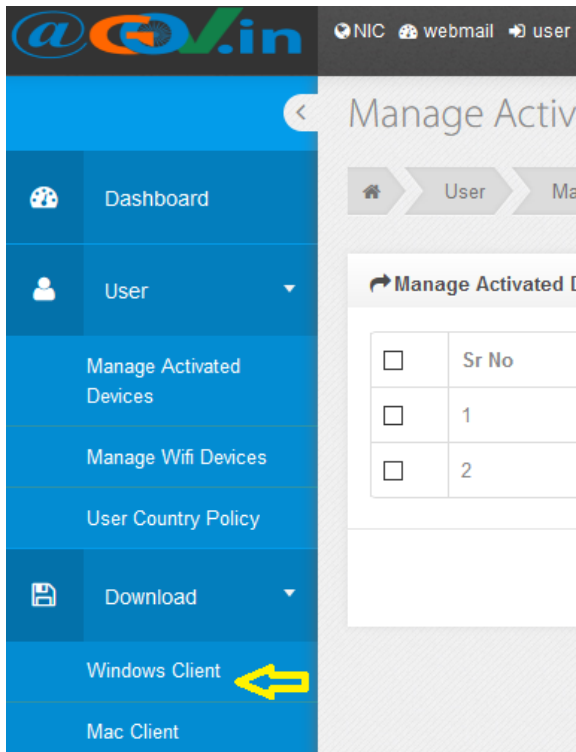 @GOV.in
NIC webmail user
Manage Activ
Dashboard
User Ma
User
Manage Activated D
Manage Activated
Devices
Sr No
1
Manage Wifi Devices
2
User Country Policy
Download
Windows Client
Mac Client